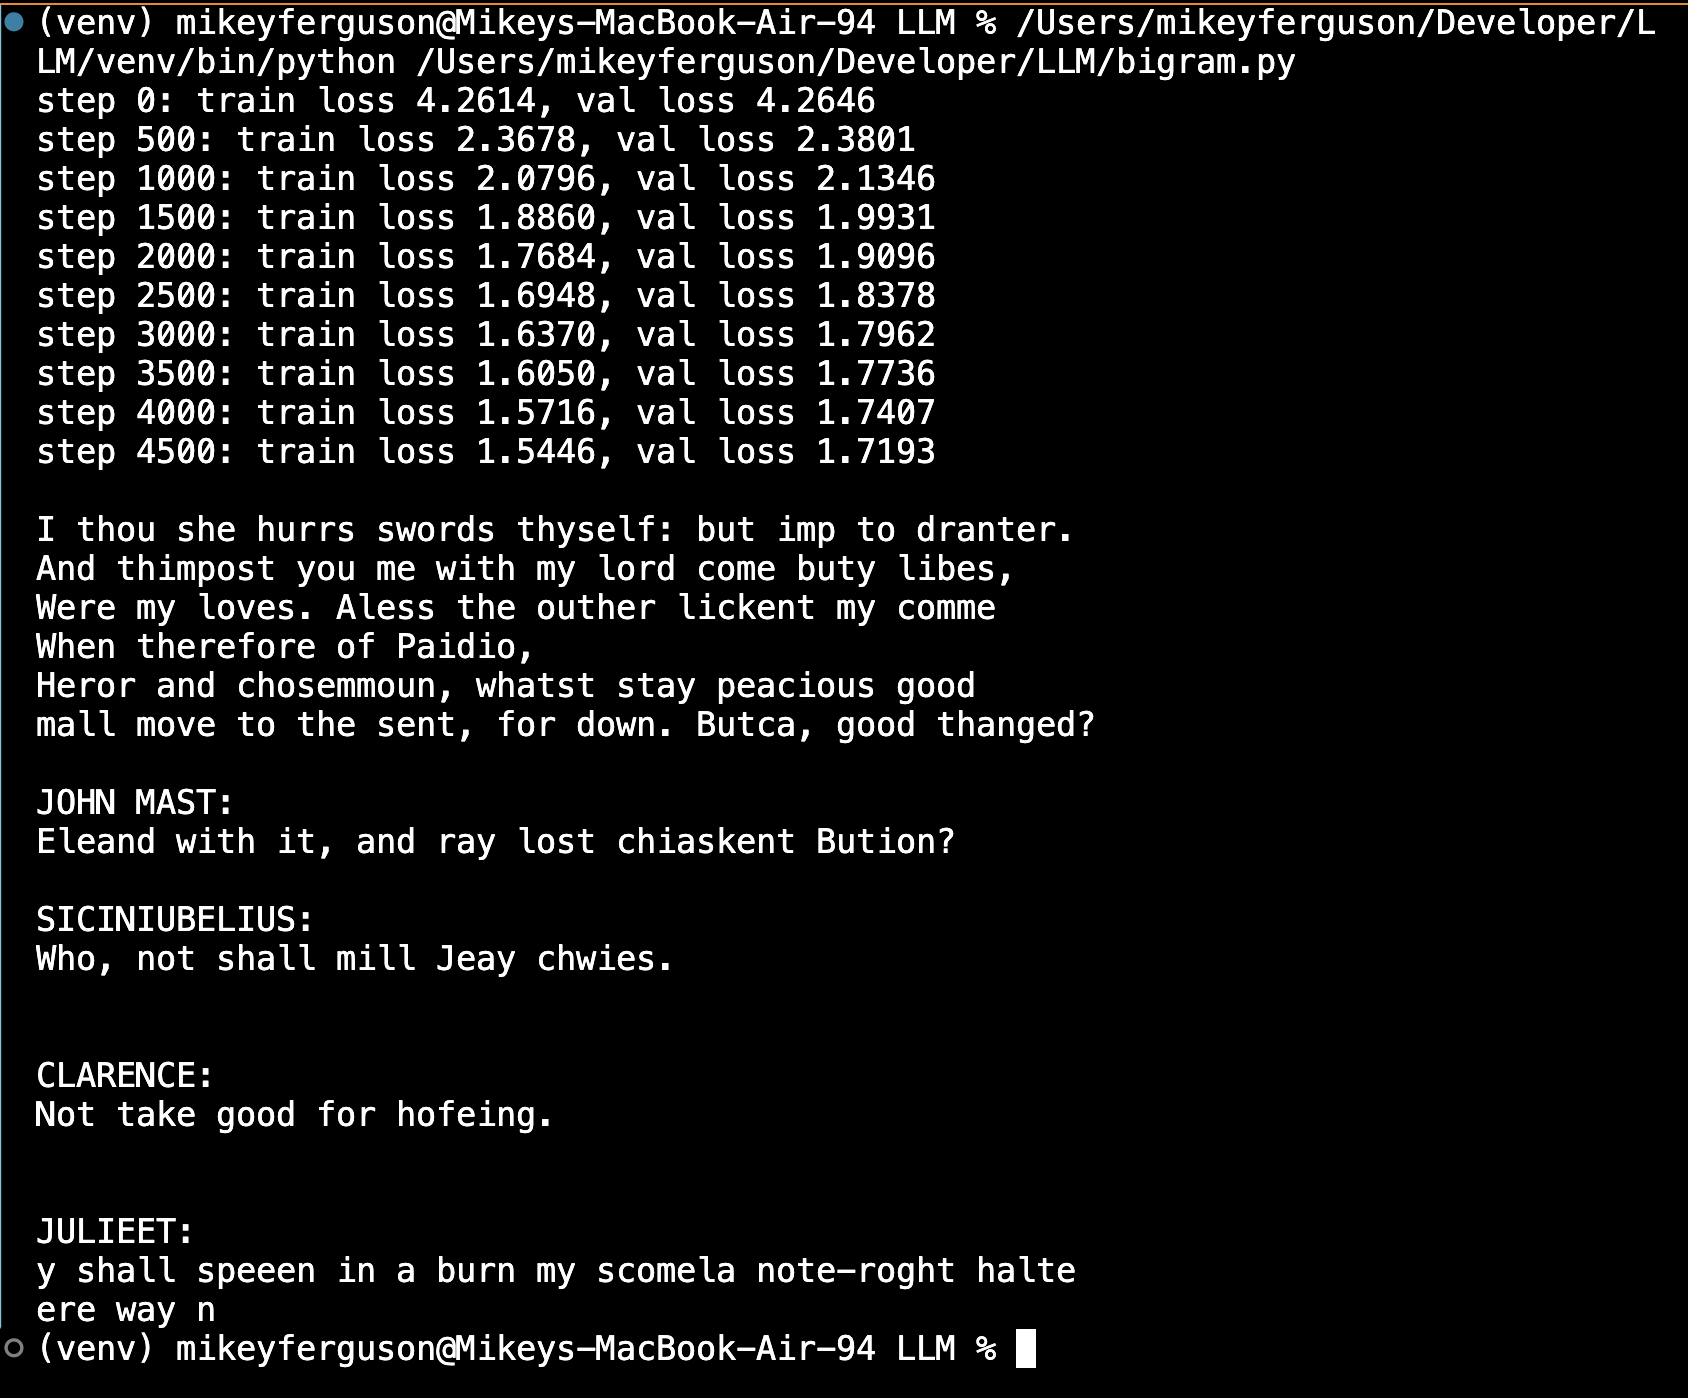 (venv) mikeyferguson@Mikeys-MacBook-Air-94 LLM % /Users/mikeyferguson/Developer/L
LM/venv/bin/python /Users/mikeyferguson/Developer/LLM/bigram.py
step 0: train loss 4.2614, val loss 4.2646
step 500: train loss 2.3678, val loss 2.3801
step 1000: train loss 2.0796, val loss 2.1346
step 1500: train loss 1.8860, val loss 1.9931
step 2000: train loss 1.7684, val loss 1.9096
step 2500: train loss 1.6948, val loss 1.8378
step 3000: train loss 1.6370, val loss 1.7962
step 3500: train loss 1.6050, val loss 1.7736
step 4000: train loss 1.5716, val loss 1.7407
step 4500: train loss 1.5446, val loss 1.7193

I thou she hurrs swords thyself: but imp to dranter.
And thimpost you me with my lord come buty libes,
Were my loves. Aless the outher lickent my comme
When therefore of Paidio,
Heror and chosemmoun, whatst stay peacious good
mall move to the sent, for down. Butca, good thanged?

JOHN MAST:
Eleand with it, and ray lost chiaskent Bution?

SICINIUBELIUS:
Who, not shall mill Jeay chwies.


CLARENCE:
Not take good for hofeing.


JULIEET:
y shall speeen in a burn my scomela note-roght halte
ere way n
(venv) mikeyferguson@Mikeys-MacBook-Air-94 LLM %